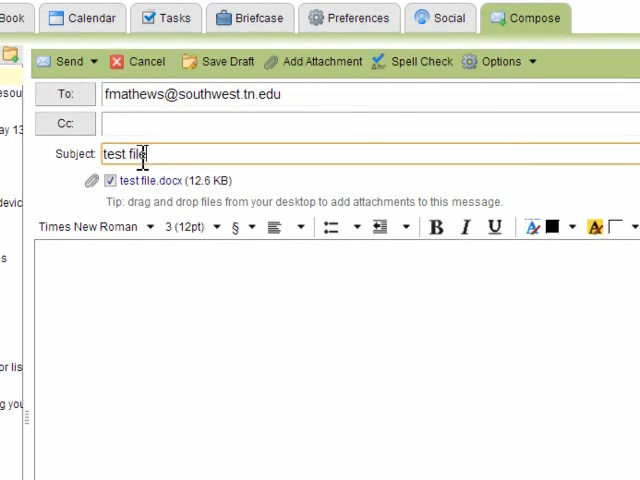 Book Calendar Tasks Briefcase Preferences Social Compose
Send Cancel Save Draft Add Attachment Spell Check Options
To: fmathews@southwest.tn.edu
Cc:
Subject: test file
test file.docx (12.6 KB)
Tip: drag and drop files from your desktop to add attachments to this message.
Times New Roman 3 (12pt) § B I U